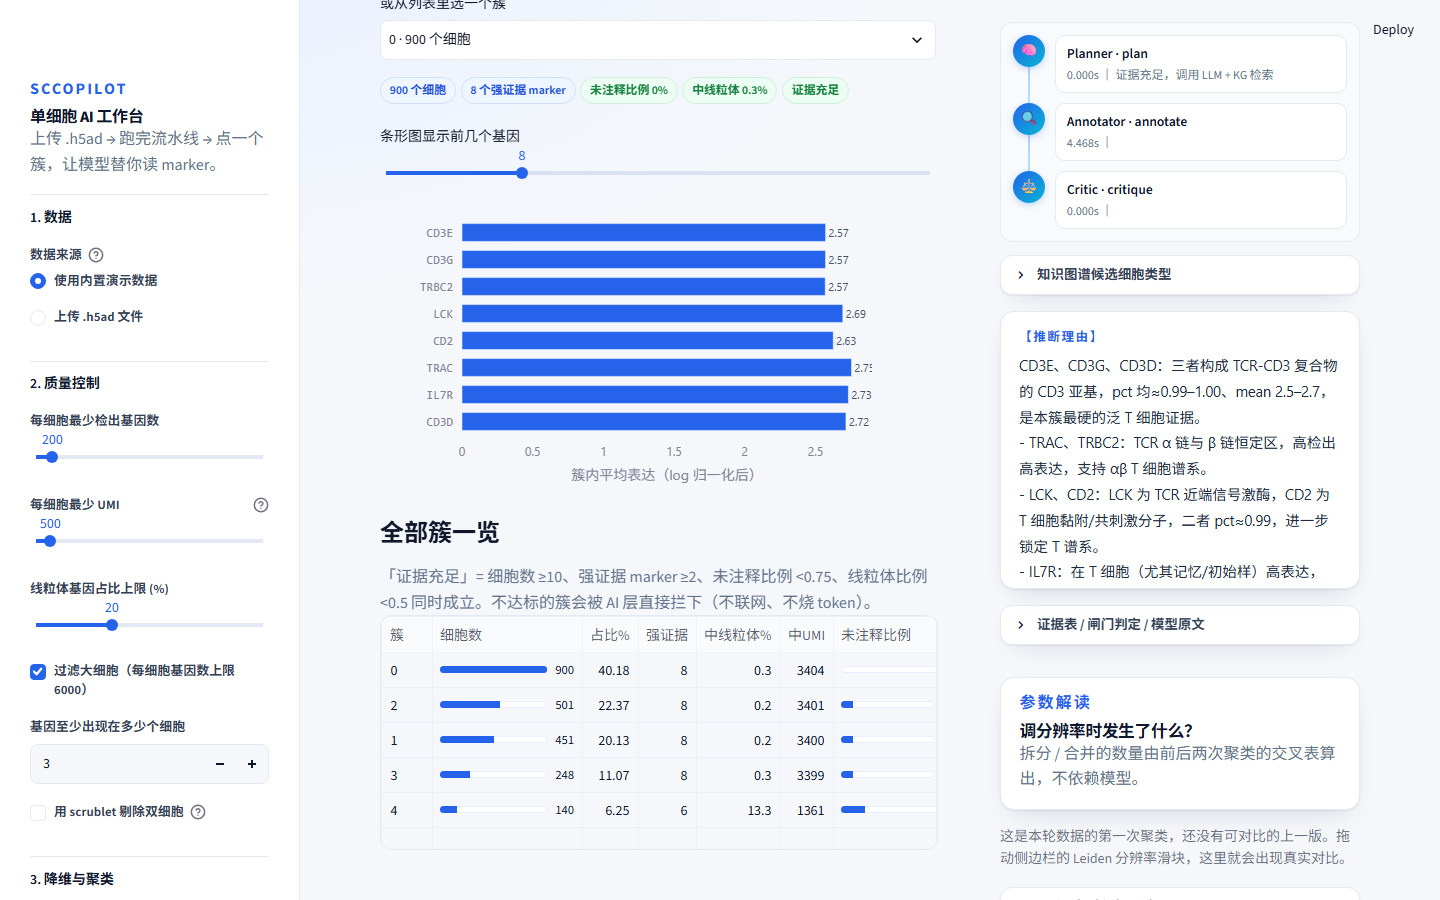 SCCOPILOT
单细胞 AI 工作台
上传 .h5ad → 跑完流水线 → 点一个
簇，让模型替你读 marker。
1. 数据
数据来源
使用内置演示数据
上传 .h5ad 文件
2. 质量控制
每细胞最少检出基因数
200
每细胞最少 UMI
500
线粒体基因占比上限 (%)
20
过滤大细胞（每细胞基因数上限
6000）
基因至少出现在多少个细胞
3
用 scrublet 剔除双细胞
3. 降维与聚类
或从列表里选一个簇
0 · 900 个细胞
900 个细胞
8 个强证据 marker
未注释比例 0%
中线粒体 0.3%
证据充足
条形图显示前几个基因
8
CD3E 2.57
CD3G 2.57
TRBC2 2.57
LCK 2.69
CD2 2.63
TRAC 2.75
IL7R 2.73
CD3D 2.72
0 0.5 1 1.5 2 2.5
簇内平均表达（log 归一化后）
全部簇一览
「证据充足」= 细胞数 ≥10、强证据 marker ≥2、未注释比例 <0.75、线粒体比例
<0.5 同时成立。不达标的簇会被 AI 层直接拦下（不联网、不烧 token）。
簇 细胞数 占比% 强证据 中线粒体% 中UMI 未注释比例
0 900 40.18 8 0.3 3404
2 501 22.37 8 0.2 3401
1 451 20.13 8 0.2 3400
3 248 11.07 8 0.3 3399
4 140 6.25 6 13.3 1361
Deploy
Planner · plan
0.000s | 证据充足，调用 LLM + KG 检索
Annotator · annotate
4.468s |
Critic · critique
0.000s |
知识图谱候选细胞类型
【推断理由】
CD3E、CD3G、CD3D：三者构成 TCR-CD3 复合物
的 CD3 亚基，pct 均≈0.99–1.00、mean 2.5–2.7，
是本簇最硬的泛 T 细胞证据。
- TRAC、TRBC2：TCR α 链与 β 链恒定区，高检出
高表达，支持 αβ T 细胞谱系。
- LCK、CD2：LCK 为 TCR 近端信号激酶，CD2 为
T 细胞黏附/共刺激分子，二者 pct≈0.99，进一步
锁定 T 谱系。
- IL7R：在 T 细胞（尤其记忆/初始样）高表达，
证据表 / 闸门判定 / 模型原文
参数解读
调分辨率时发生了什么？
拆分 / 合并的数量由前后两次聚类的交叉表算
出，不依赖模型。
这是本轮数据的第一次聚类，还没有可对比的上一版。拖
动侧边栏的 Leiden 分辨率滑块，这里就会出现真实对比。